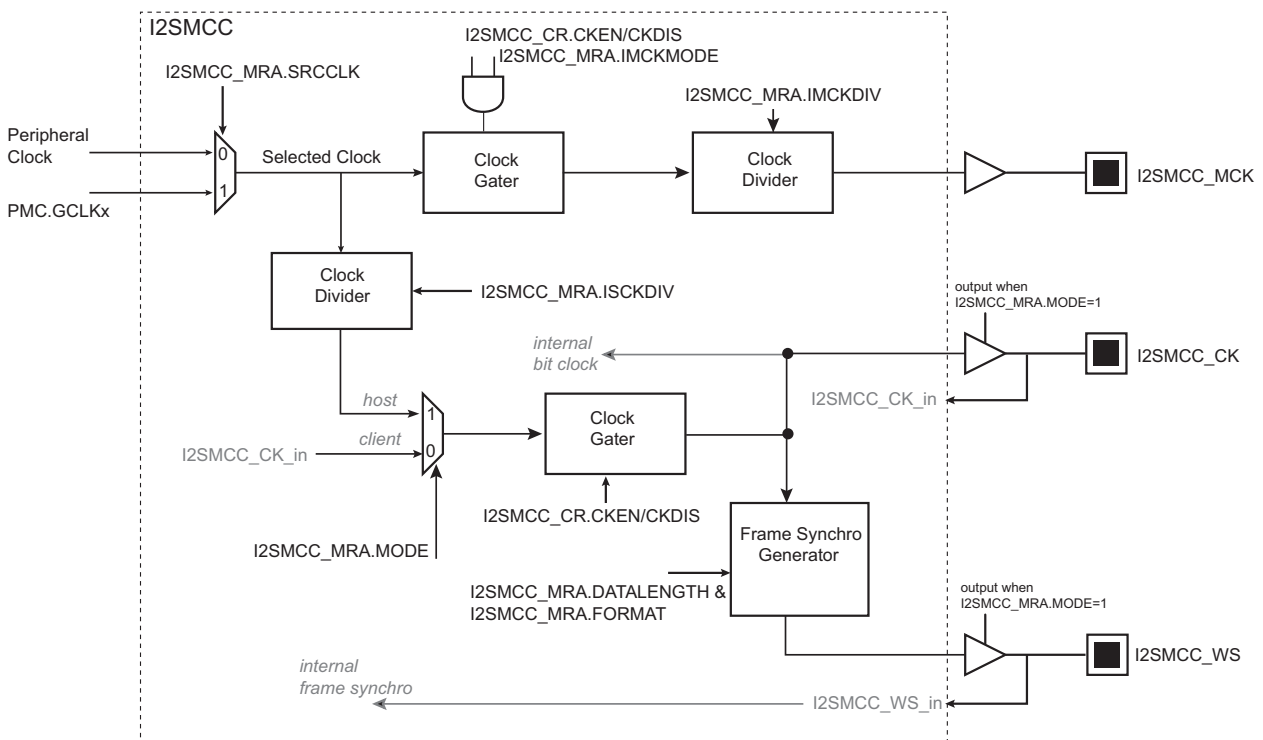 I2SMCC
I2SMCC_CR.CKEN/CKDIS
I2SMCC_MRA.IMCKMODE
I2SMCC_MRA.SRCCLK
I2SMCC_MRA.IMCKDIV
Peripheral
Clock
0
1
Selected Clock
Clock
Gater
Clock
Divider
I2SMCC_MCK
PMC.GCLKx
Clock
Divider
I2SMCC_MRA.ISCKDIV
output when
I2SMCC_MRA.MODE=1
internal
bit clock
I2SMCC_CK
host
1
I2SMCC_CK_in
client
0
I2SMCC_CK_in
Clock
Gater
I2SMCC_CR.CKEN/CKDIS
I2SMCC_MRA.MODE
Frame Synchro
Generator
I2SMCC_MRA.DATALENGTH &
I2SMCC_MRA.FORMAT
output when
I2SMCC_MRA.MODE=1
I2SMCC_WS
internal
frame synchro
I2SMCC_WS_in